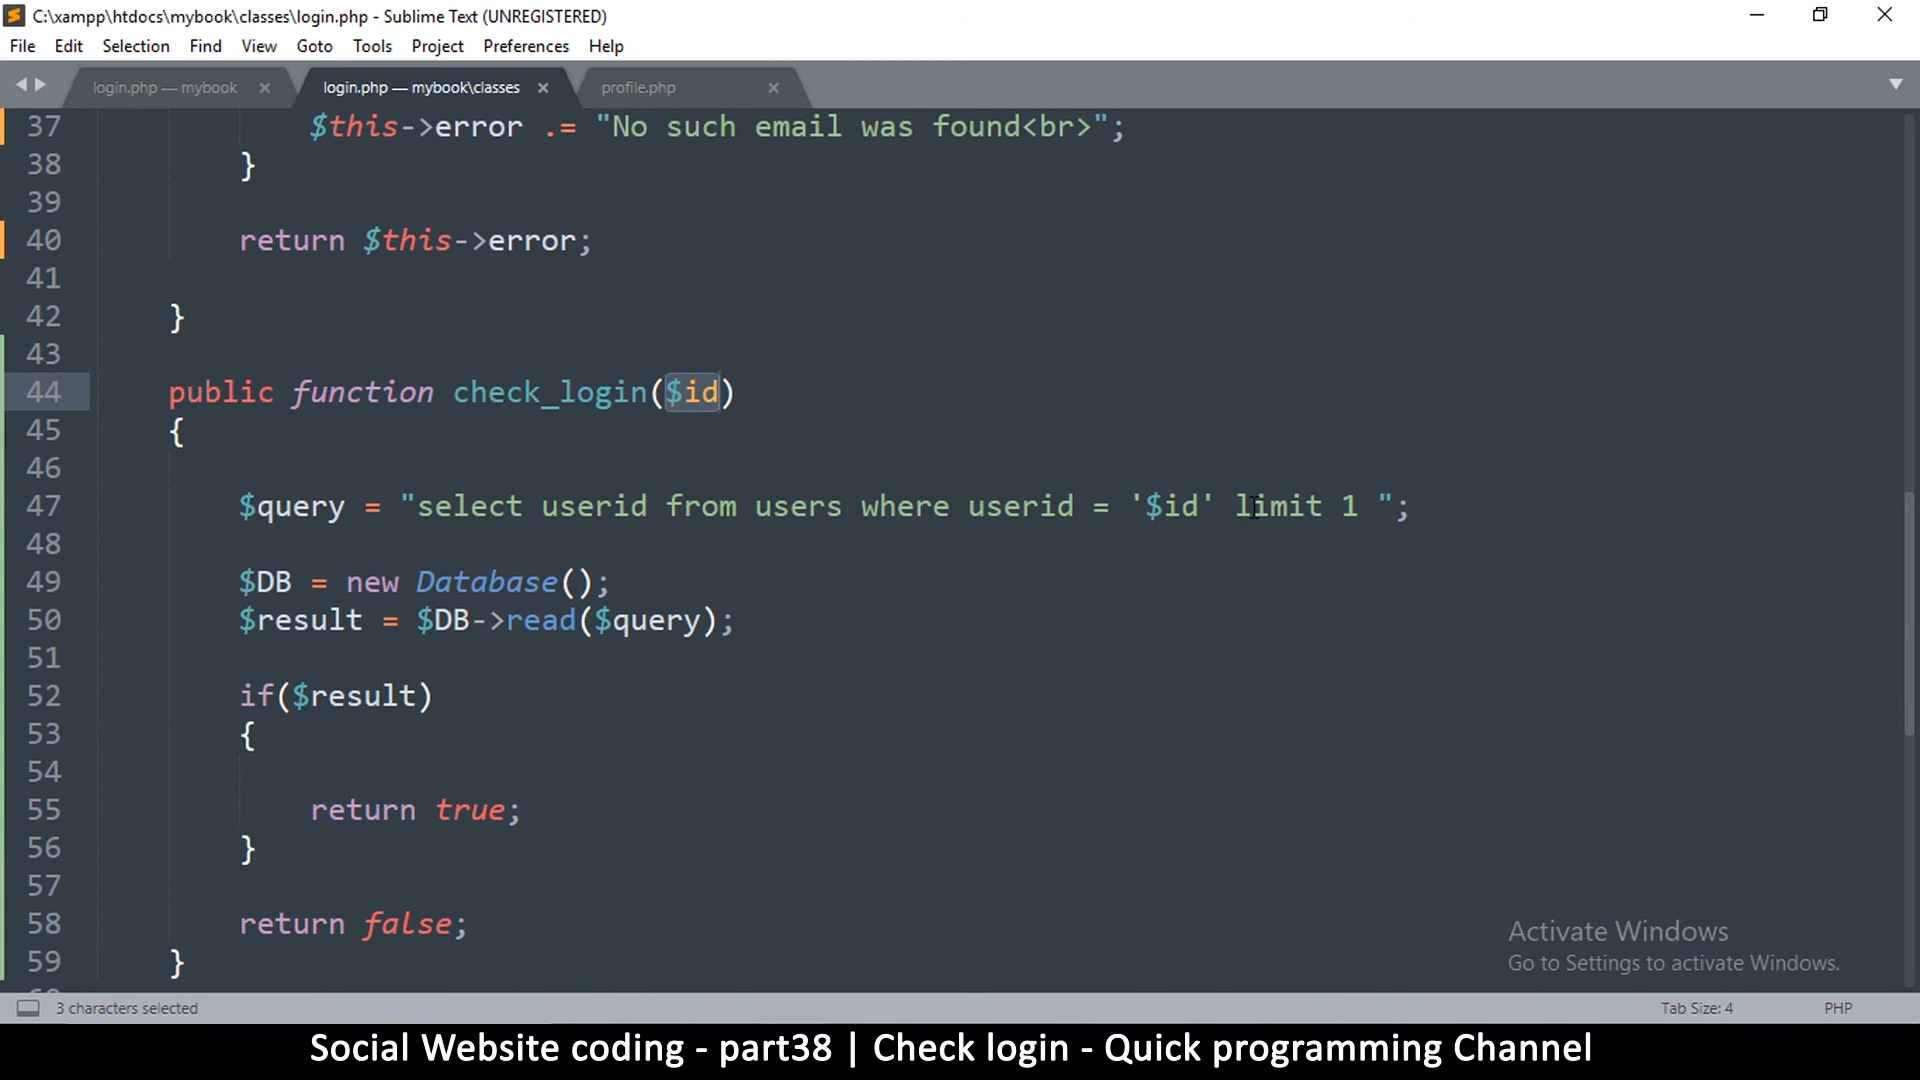 C:\xampp\htdocs\mybook\classes\login.php - Sublime Text (UNREGISTERED)
File Edit Selection Find View Goto Tools Project Preferences Help
login.php — mybook login.php — mybook\classes profile.php
37 $this->error .= "No such email was found<br>";
38 }
39
40 return $this->error;
41
42 }
43
44 public function check_login($id)
45 {
46
47 $query = "select userid from users where userid = '$id' limit 1 ";
48
49 $DB = new Database();
50 $result = $DB->read($query);
51
52 if($result)
53 {
54
55 return true;
56 }
57
58 return false;
59 }
Activate Windows
Go to Settings to activate Windows.
3 characters selected Tab Size: 4 PHP
Social Website coding - part38 | Check login - Quick programming Channel